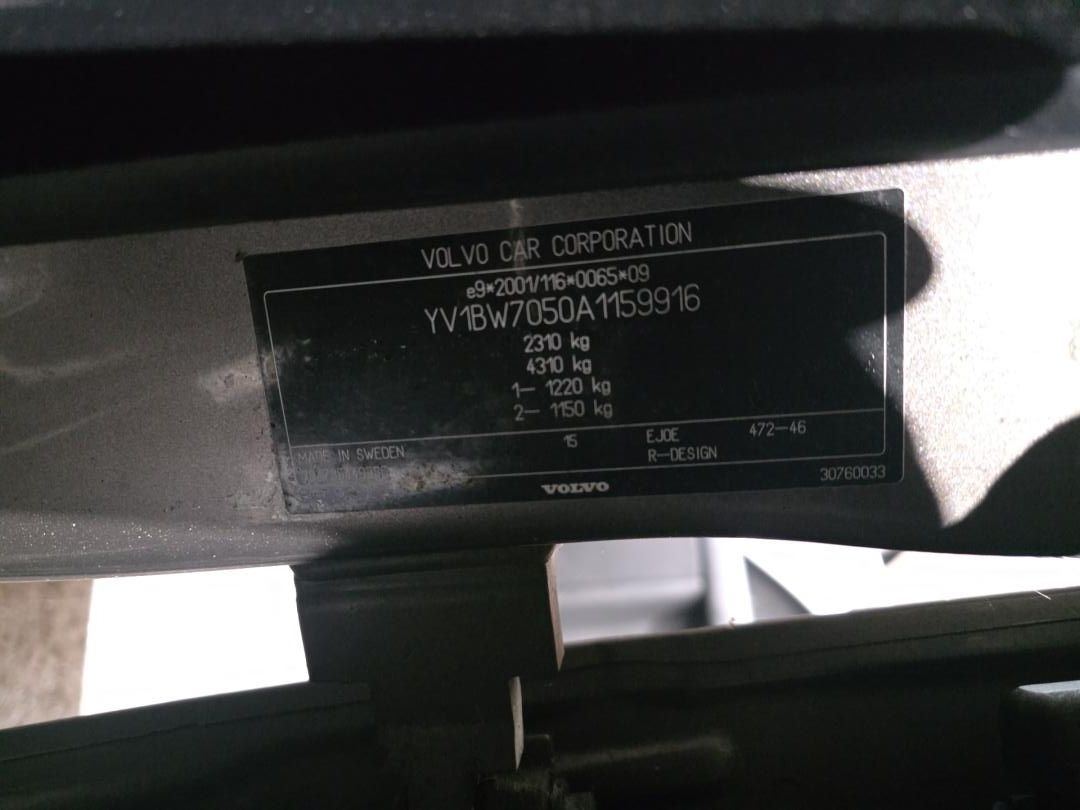 VOLVO CAR CORPORATION
e9*2001/116*0065*09
YV1BW7050A1159916
2310 kg
4310 kg
1- 1220 kg
2- 1150 kg
MADE IN SWEDEN 15 EJOE 472-46
R-DESIGN
VOLVO 30760033